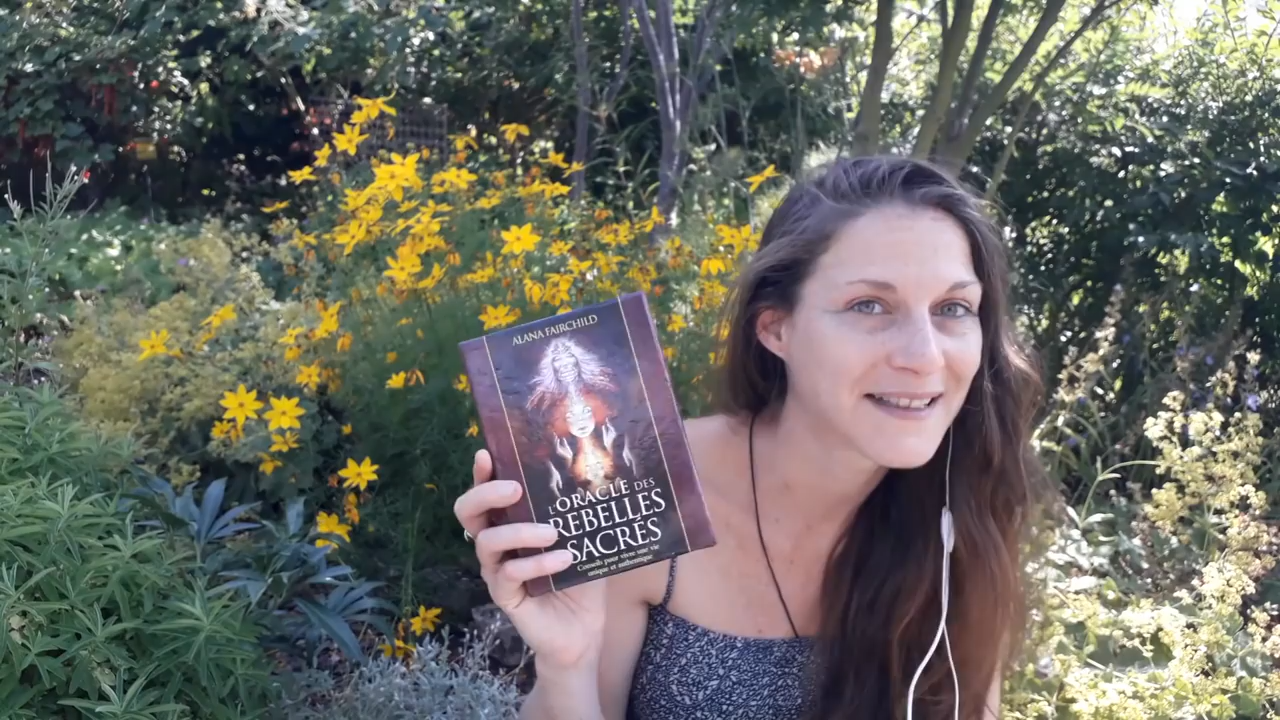 ALANA FAIRCHILD
L'ORACLE DES
REBELLES
SACRÉS
Conseils pour vivre une vie
unique et authentique